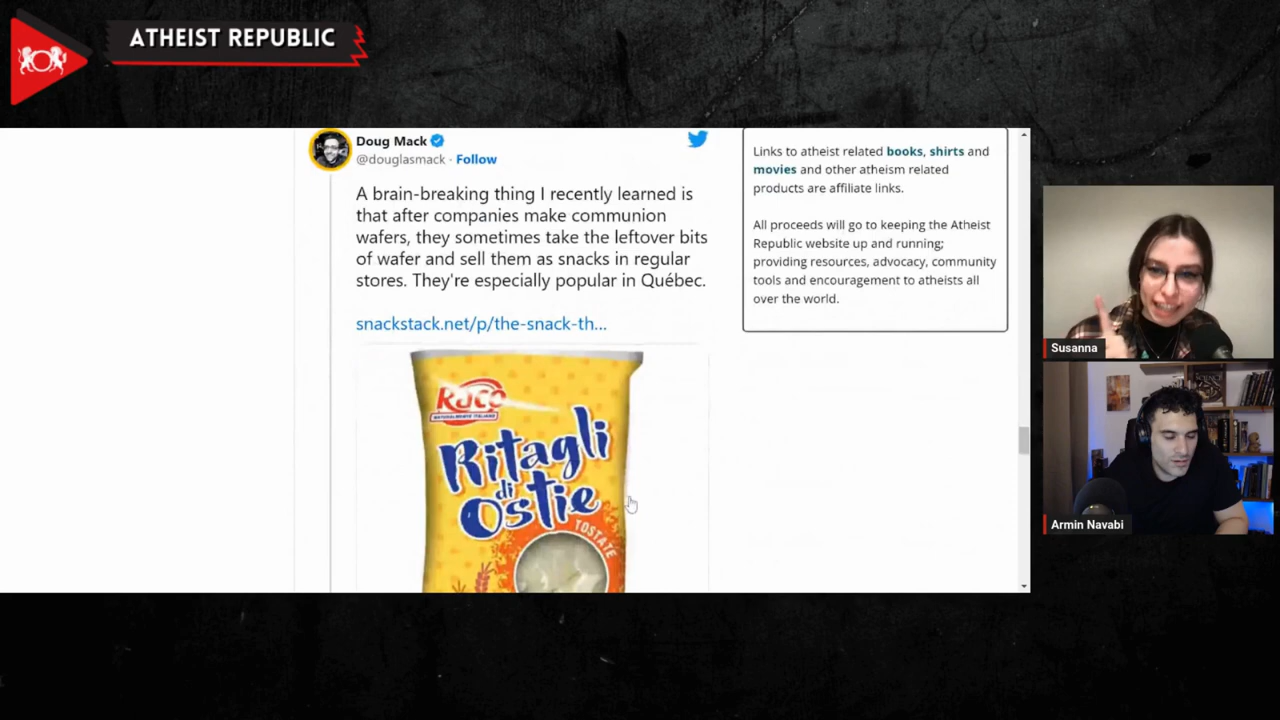 ATHEIST REPUBLIC
Doug Mack
@douglasmack · Follow
A brain-breaking thing I recently learned is
that after companies make communion
wafers, they sometimes take the leftover bits
of wafer and sell them as snacks in regular
stores. They're especially popular in Québec.
snackstack.net/p/the-snack-th...
Raco
Ritagli
di
Ostie
TOSTATE
Links to atheist related books, shirts and
movies and other atheism related
products are affiliate links.
All proceeds will go to keeping the Atheist
Republic website up and running;
providing resources, advocacy, community
tools and encouragement to atheists all
over the world.
Susanna
Armin Navabi